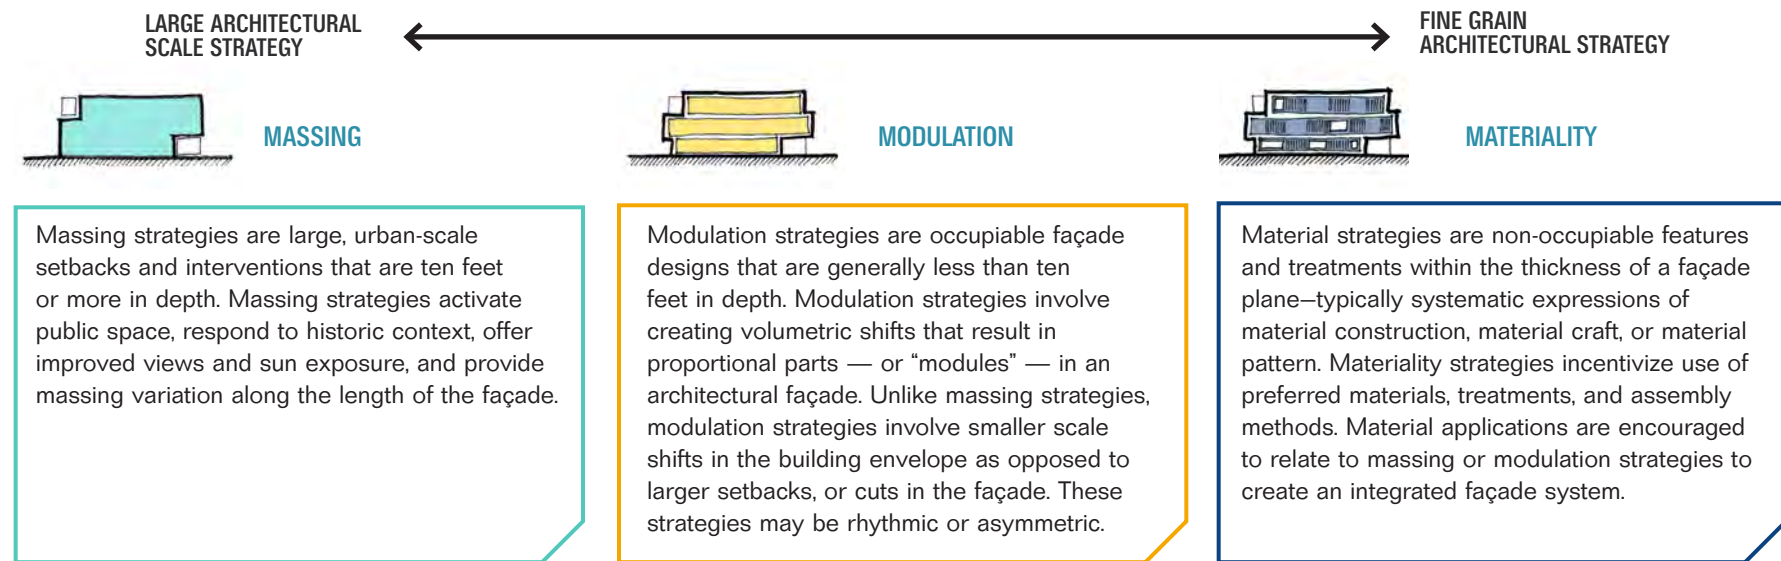 LARGE ARCHITECTURAL
SCALE STRATEGY
FINE GRAIN
ARCHITECTURAL STRATEGY
MASSING
MODULATION
MATERIALITY
Massing strategies are large, urban-scale
setbacks and interventions that are ten feet
or more in depth. Massing strategies activate
public space, respond to historic context, offer
improved views and sun exposure, and provide
massing variation along the length of the façade.
Modulation strategies are occupiable façade
designs that are generally less than ten
feet in depth. Modulation strategies involve
creating volumetric shifts that result in
proportional parts — or “modules” — in an
architectural façade. Unlike massing strategies,
modulation strategies involve smaller scale
shifts in the building envelope as opposed to
larger setbacks, or cuts in the façade. These
strategies may be rhythmic or asymmetric.
Material strategies are non-occupiable features
and treatments within the thickness of a façade
plane—typically systematic expressions of
material construction, material craft, or material
pattern. Materiality strategies incentivize use of
preferred materials, treatments, and assembly
methods. Material applications are encouraged
to relate to massing or modulation strategies to
create an integrated façade system.